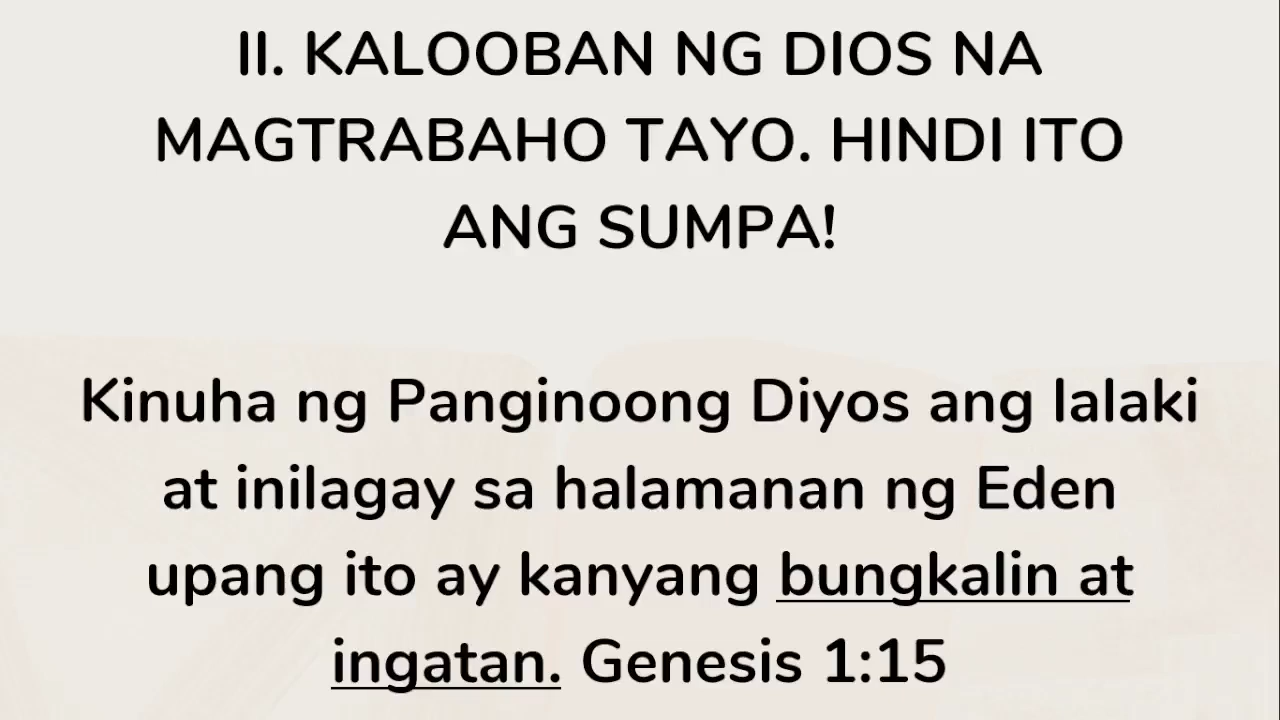 II. KALOOBAN NG DIOS NA
MAGTRABAHO TAYO. HINDI ITO
ANG SUMPA!
Kinuha ng Panginoong Diyos ang lalaki
at inilagay sa halamanan ng Eden
upang ito ay kanyang bungkalin at
ingatan. Genesis 1:15